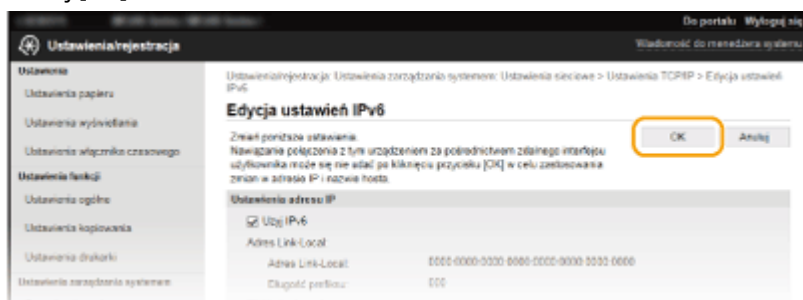 Do portalu Wyloguj się
Ustawienia/rejestracja
Wiadomość do menedżera systemu
Ustawienia
Ustawienia papieru
Ustawienia wyświetlania
Ustawienia włącznika czasowego
Ustawienia funkcji
Ustawienia ogólne
Ustawienia kopiowania
Ustawienia drukarki
Ustawienia zarządzania systemem
Ustawienia/rejestracja: Ustawienia zarządzania systemem: Ustawienia sieciowe > Ustawienia TCP/IP > Edycja ustawień
IPv6
Edycja ustawień IPv6
Zmień poniższe ustawienia.
Nawiązanie połączenia z tym urządzeniem za pośrednictwem zdalnego interfejsu
użytkownika może się nie udać po kliknięciu przycisku [OK] w celu zastosowania
zmian w adresie IP i nazwie hosta.
OK Anuluj
Ustawienia adresu IP
Użyj IPv6
Adres Link-Local
Adres Link-Local: 0000:0000:0000:0000:0000:0000:0000:0000
Długość prefiksu: 000